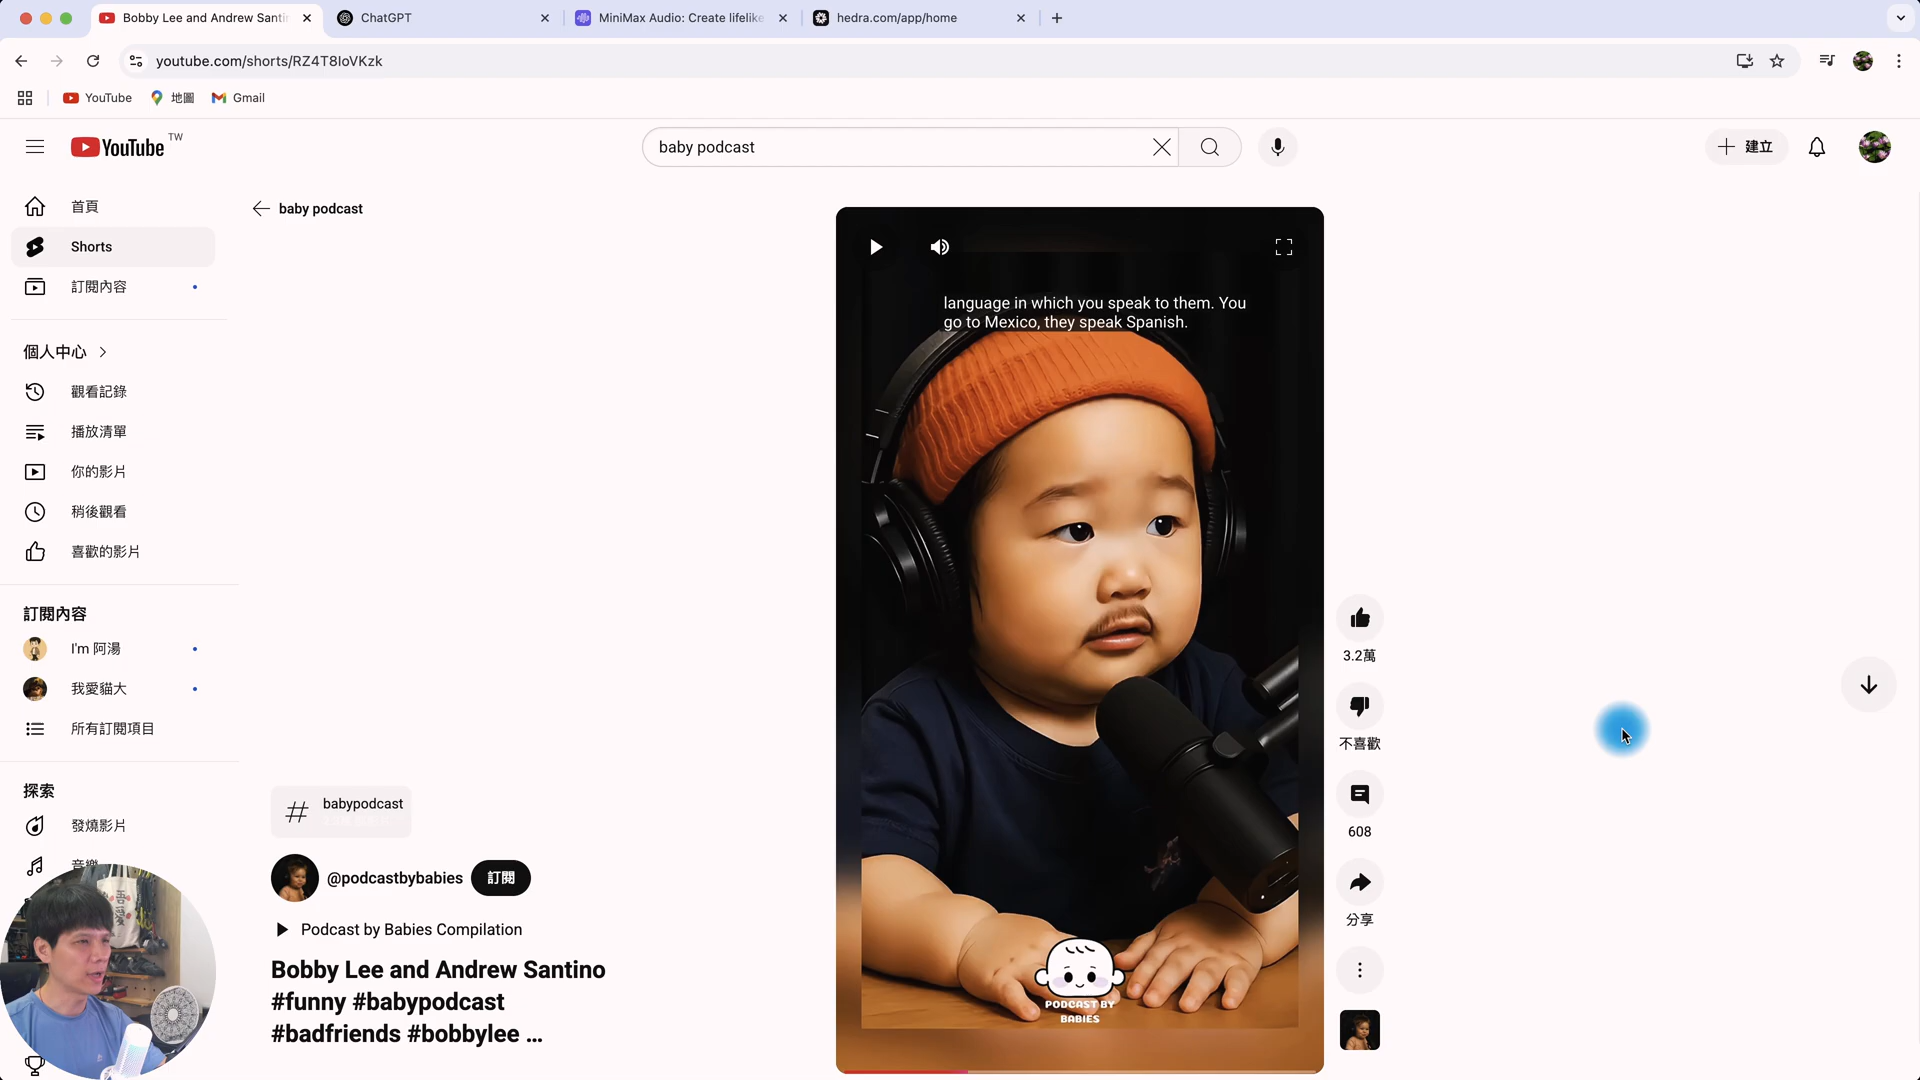 Bobby Lee and Andrew Santi
ChatGPT
MiniMax Audio: Create lifelike
hedra.com/app/home
youtube.com/shorts/RZ4T8IoVKzk
YouTube
地圖
Gmail
YouTube TW
baby podcast
建立
首頁
Shorts
訂閱內容
個人中心
觀看記錄
播放清單
你的影片
稍後觀看
喜歡的影片
訂閱內容
I'm 阿湯
我愛貓大
所有訂閱項目
探索
發燒影片
音樂
baby podcast
language in which you speak to them. You
go to Mexico, they speak Spanish.
PODCAST BY
BABIES
3.2萬
不喜歡
608
分享
babypodcast
@podcastbybabies
訂閱
Podcast by Babies Compilation
Bobby Lee and Andrew Santino
#funny #babypodcast
#badfriends #bobbylee ...